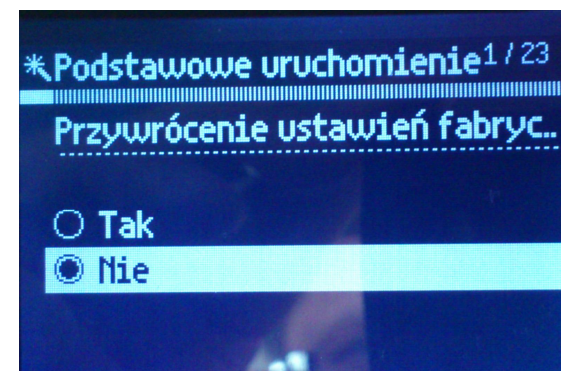 Podstawowe uruchomienie 1/23
Przywrócenie ustawień fabryc..
Tak
Nie